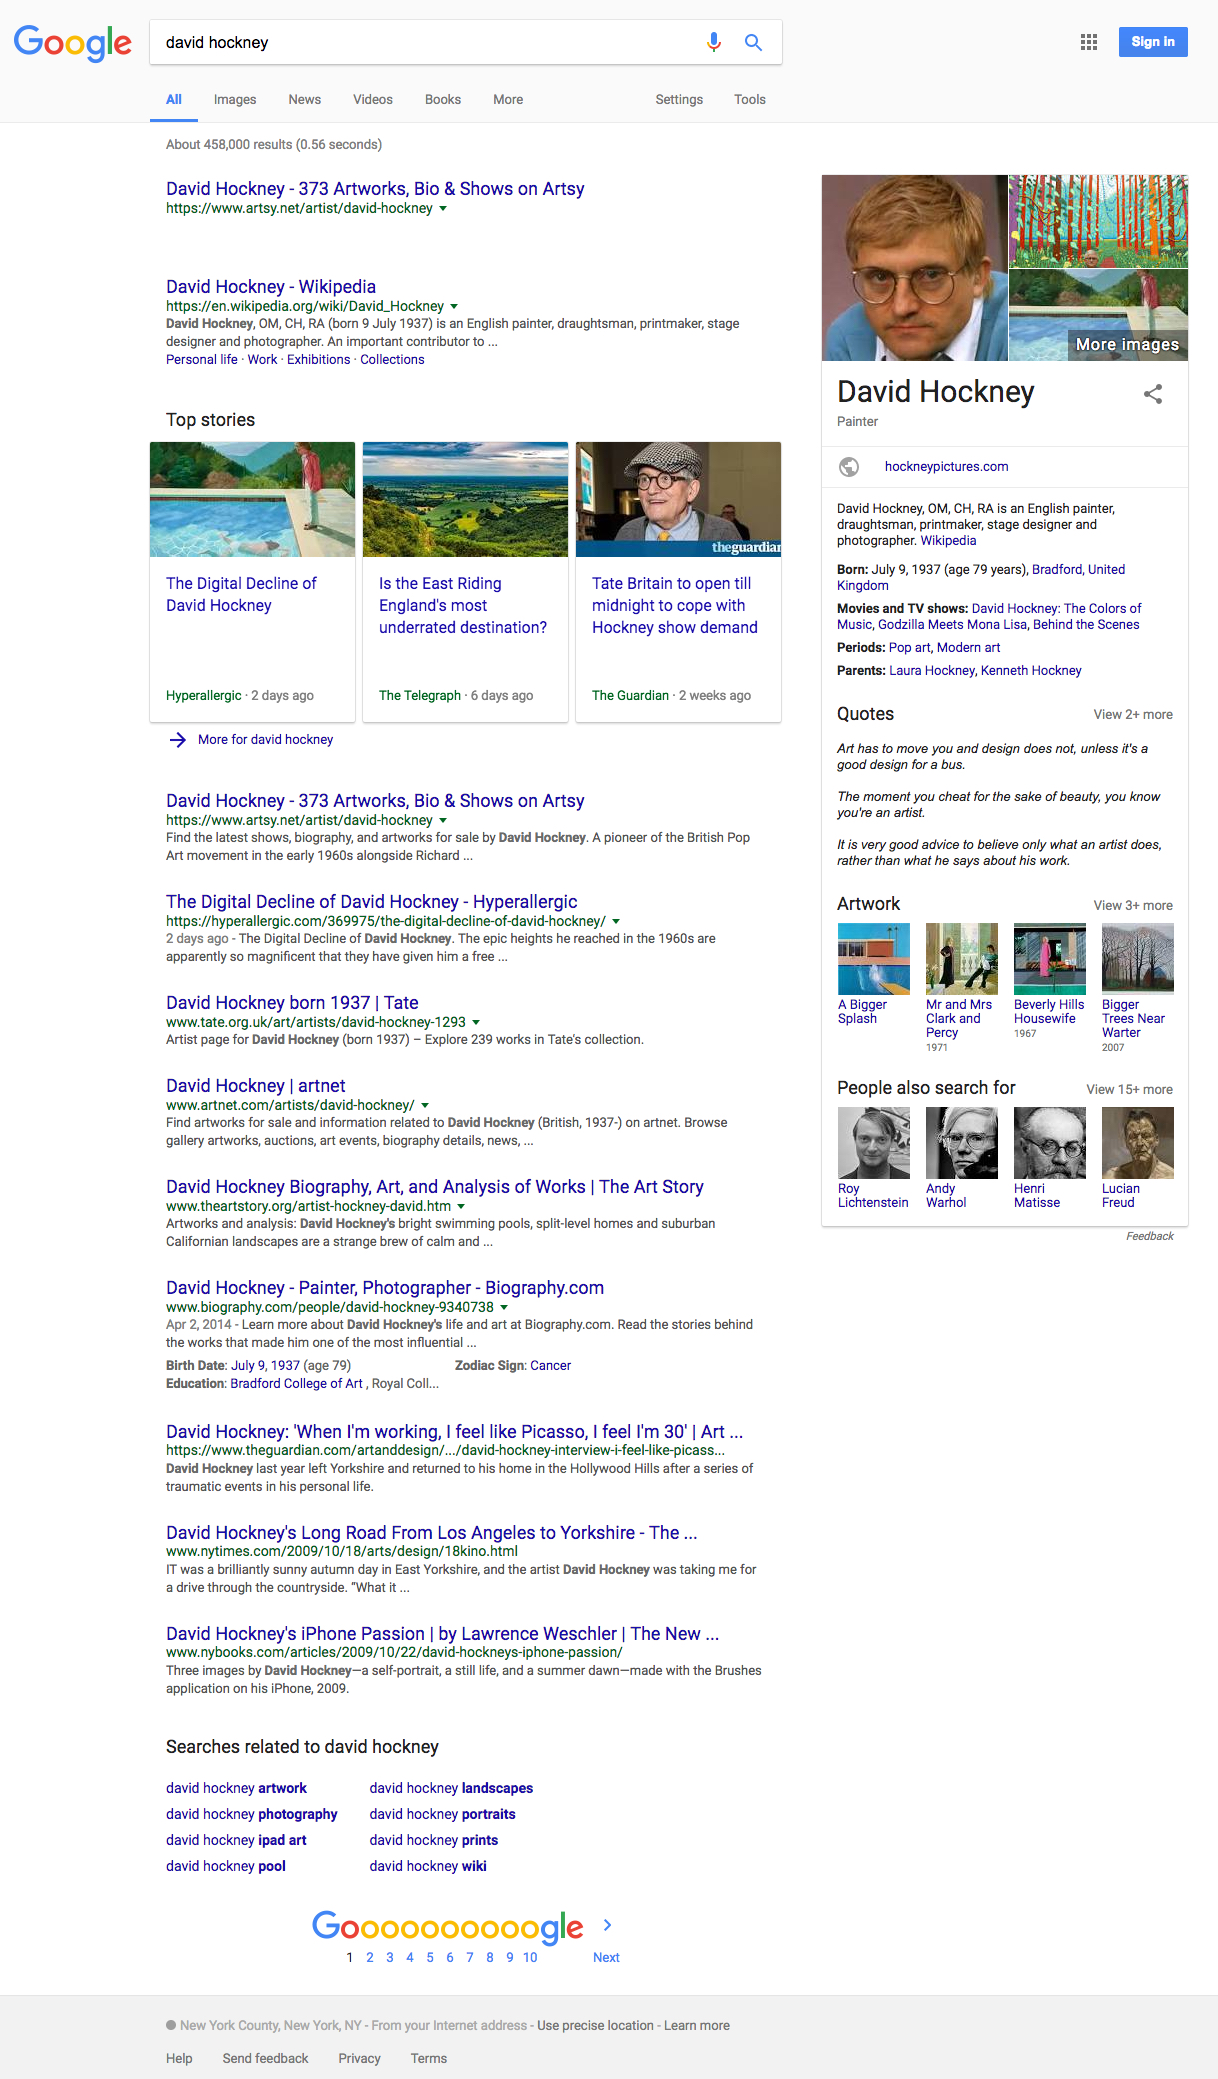 Google
david hockney
Sign in
All Images News Videos Books More Settings Tools
About 458,000 results (0.56 seconds)
David Hockney - 373 Artworks, Bio & Shows on Artsy
https://www.artsy.net/artist/david-hockney
David Hockney - Wikipedia
https://en.wikipedia.org/wiki/David_Hockney
David Hockney, OM, CH, RA (born 9 July 1937) is an English painter, draughtsman, printmaker, stage
designer and photographer. An important contributor to ...
Personal life · Work · Exhibitions · Collections
Top stories
theguardian
The Digital Decline of
David Hockney
Hyperallergic · 2 days ago
Is the East Riding
England's most
underrated destination?
The Telegraph · 6 days ago
Tate Britain to open till
midnight to cope with
Hockney show demand
The Guardian · 2 weeks ago
More for david hockney
David Hockney - 373 Artworks, Bio & Shows on Artsy
https://www.artsy.net/artist/david-hockney
Find the latest shows, biography, and artworks for sale by David Hockney. A pioneer of the British Pop
Art movement in the early 1960s alongside Richard ...
The Digital Decline of David Hockney - Hyperallergic
https://hyperallergic.com/369975/the-digital-decline-of-david-hockney/
2 days ago - The Digital Decline of David Hockney. The epic heights he reached in the 1960s are
apparently so magnificent that they have given him a free ...
David Hockney born 1937 | Tate
www.tate.org.uk/art/artists/david-hockney-1293
Artist page for David Hockney (born 1937) – Explore 239 works in Tate's collection.
David Hockney | artnet
www.artnet.com/artists/david-hockney/
Find artworks for sale and information related to David Hockney (British, 1937-) on artnet. Browse
gallery artworks, auctions, art events, biography details, news, ...
David Hockney Biography, Art, and Analysis of Works | The Art Story
www.theartstory.org/artist-hockney-david.htm
Artworks and analysis: David Hockney's bright swimming pools, split-level homes and suburban
Californian landscapes are a strange brew of calm and ...
David Hockney - Painter, Photographer - Biography.com
www.biography.com/people/david-hockney-9340738
Apr 2, 2014 - Learn more about David Hockney's life and art at Biography.com. Read the stories behind
the works that made him one of the most influential ...
Birth Date: July 9, 1937 (age 79) Zodiac Sign: Cancer
Education: Bradford College of Art , Royal Coll...
David Hockney: 'When I'm working, I feel like Picasso, I feel I'm 30' | Art ...
https://www.theguardian.com/artanddesign/.../david-hockney-interview-i-feel-like-picass...
David Hockney last year left Yorkshire and returned to his home in the Hollywood Hills after a series of
traumatic events in his personal life.
David Hockney's Long Road From Los Angeles to Yorkshire - The ...
www.nytimes.com/2009/10/18/arts/design/18kino.html
IT was a brilliantly sunny autumn day in East Yorkshire, and the artist David Hockney was taking me for
a drive through the countryside. “What it ...
David Hockney's iPhone Passion | by Lawrence Weschler | The New ...
www.nybooks.com/articles/2009/10/22/david-hockneys-iphone-passion/
Three images by David Hockney—a self-portrait, a still life, and a summer dawn—made with the Brushes
application on his iPhone, 2009.
Searches related to david hockney
david hockney artwork
david hockney photography
david hockney ipad art
david hockney pool
david hockney landscapes
david hockney portraits
david hockney prints
david hockney wiki
Goooooooooogle
1 2 3 4 5 6 7 8 9 10 Next
More images
David Hockney
Painter
hockneypictures.com
David Hockney, OM, CH, RA is an English painter,
draughtsman, printmaker, stage designer and
photographer. Wikipedia
Born: July 9, 1937 (age 79 years), Bradford, United
Kingdom
Movies and TV shows: David Hockney: The Colors of
Music, Godzilla Meets Mona Lisa, Behind the Scenes
Periods: Pop art, Modern art
Parents: Laura Hockney, Kenneth Hockney
Quotes View 2+ more
Art has to move you and design does not, unless it's a
good design for a bus.
The moment you cheat for the sake of beauty, you know
you're an artist.
It is very good advice to believe only what an artist does,
rather than what he says about his work.
Artwork View 3+ more
A Bigger
Splash
Mr and Mrs
Clark and
Percy
1971
Beverly Hills
Housewife
1967
Bigger
Trees Near
Warter
2007
People also search for View 15+ more
Roy
Lichtenstein
Andy
Warhol
Henri
Matisse
Lucian
Freud
Feedback
New York County, New York, NY - From your Internet address - Use precise location - Learn more
Help Send feedback Privacy Terms